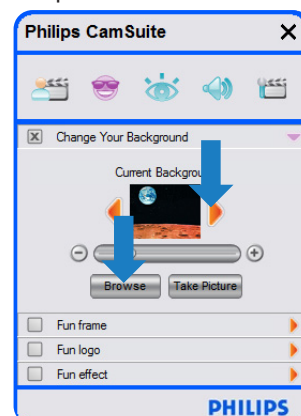 Philips CamSuite
Change Your Background
Current Backgrou
Browse
Take Picture
Fun frame
Fun logo
Fun effect
PHILIPS